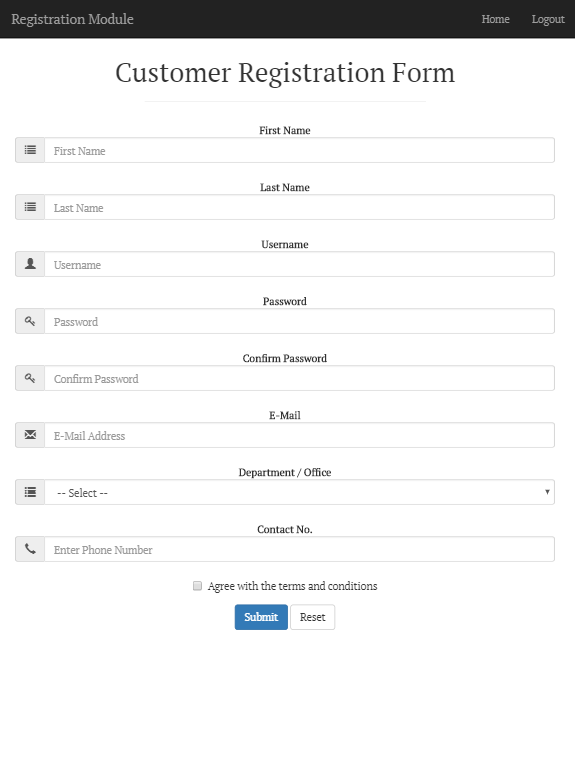 Registration Module Home Logout
Customer Registration Form
First Name
First Name
Last Name
Last Name
Username
Username
Password
Password
Confirm Password
Confirm Password
E-Mail
E-Mail Address
Department / Office
-- Select --
Contact No.
Enter Phone Number
Agree with the terms and conditions
Submit Reset